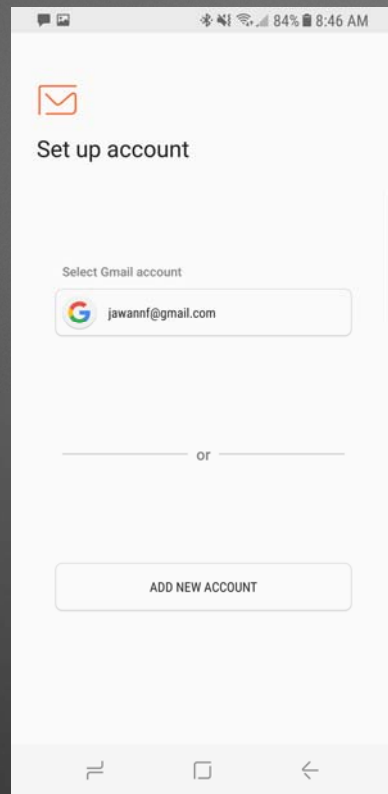 84% 8:46 AM
Set up account
Select Gmail account
jawannf@gmail.com
or
ADD NEW ACCOUNT